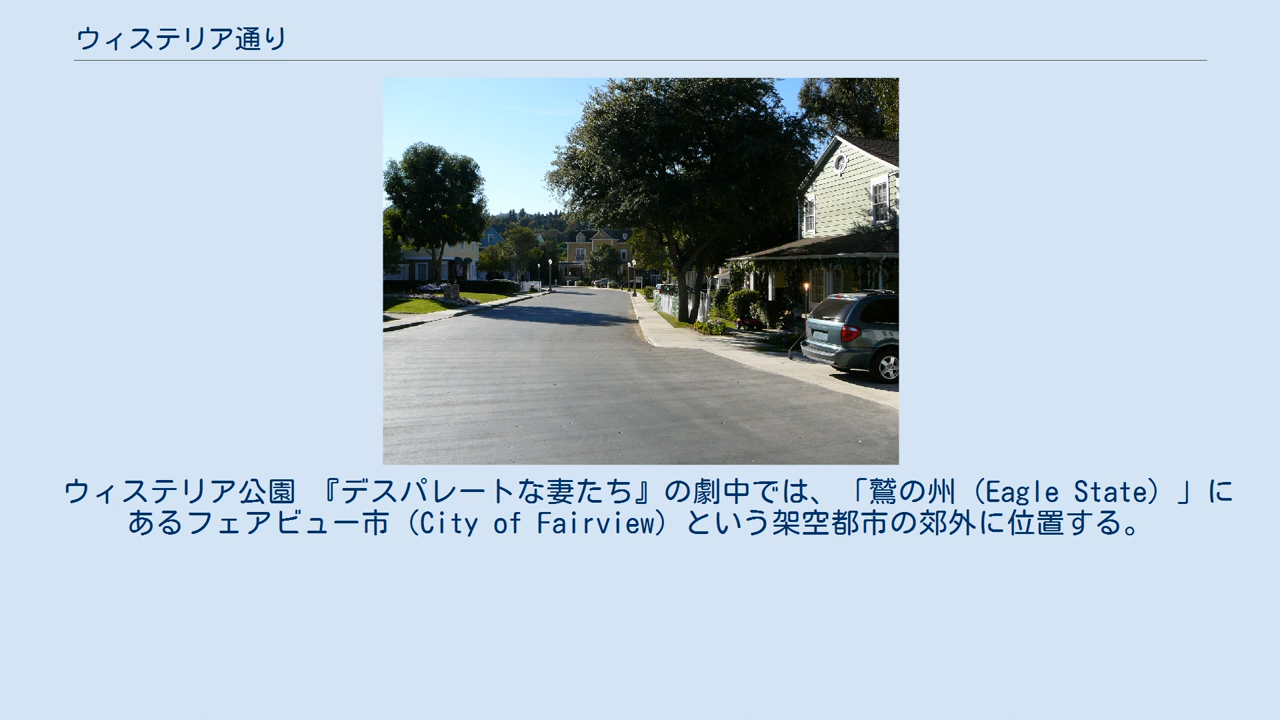 ウィステリア通り
ウィステリア公園　『デスパレートな妻たち』の劇中では、「鷲の州（Eagle State）」に
あるフェアビュー市（City of Fairview）という架空都市の郊外に位置する。